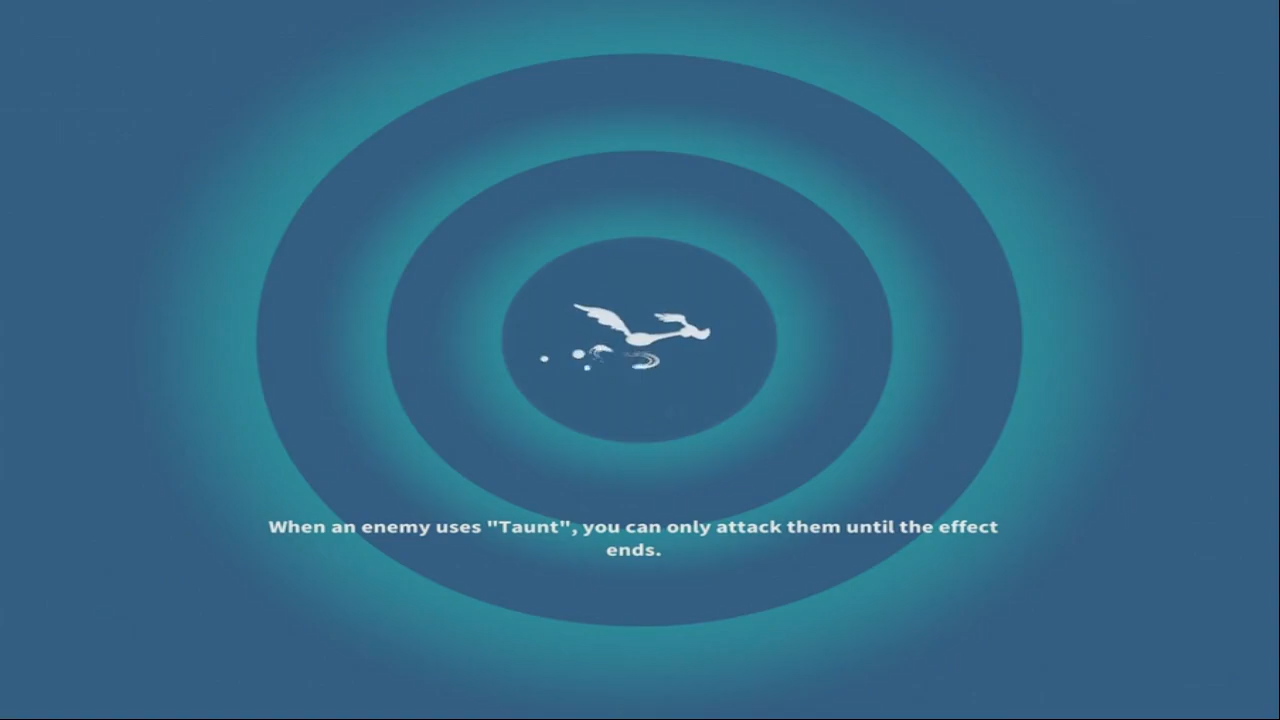 When an enemy uses "Taunt", you can only attack them until the effect
ends.